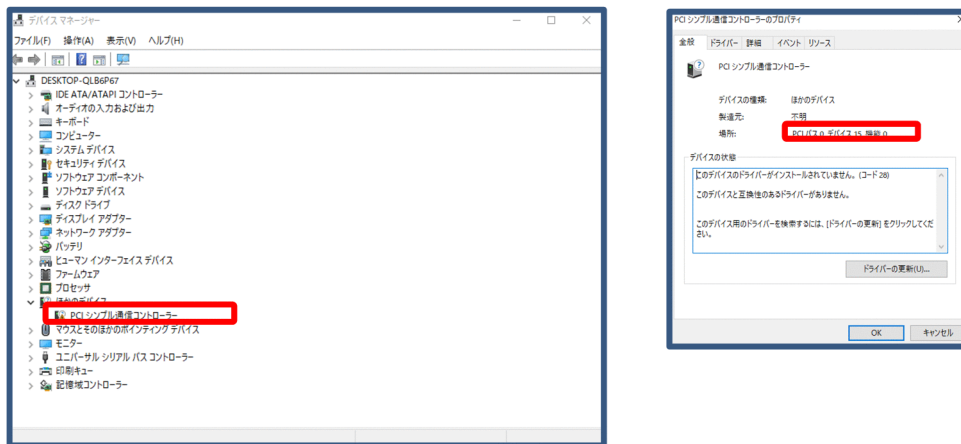 デバイス マネージャー
ファイル(F) 操作(A) 表示(V) ヘルプ(H)
DESKTOP-QLB6P67
IDE ATA/ATAPI コントローラー
オーディオの入力および出力
キーボード
コンピューター
システム デバイス
セキュリティ デバイス
ソフトウェア コンポーネント
ソフトウェア デバイス
ディスク ドライブ
ディスプレイ アダプター
ネットワーク アダプター
バッテリ
ヒューマン インターフェイス デバイス
ファームウェア
プロセッサ
ほかのデバイス
PCI シンプル通信コントローラー
マウスとそのほかのポインティング デバイス
モニター
ユニバーサル シリアル バス コントローラー
印刷キュー
記憶域コントローラー
PCI シンプル通信コントローラーのプロパティ
全般 ドライバー 詳細 イベント リソース
PCI シンプル通信コントローラー
デバイスの種類: ほかのデバイス
製造元: 不明
場所: PCI バス 0、デバイス 15、機能 0
デバイスの状態
このデバイスのドライバーがインストールされていません。 (コード 28)
このデバイスと互換性のあるドライバーがありません。
このデバイス用のドライバーを検索するには、[ドライバーの更新] をクリックしてくだ
さい。
ドライバーの更新(U)...
OK キャンセル